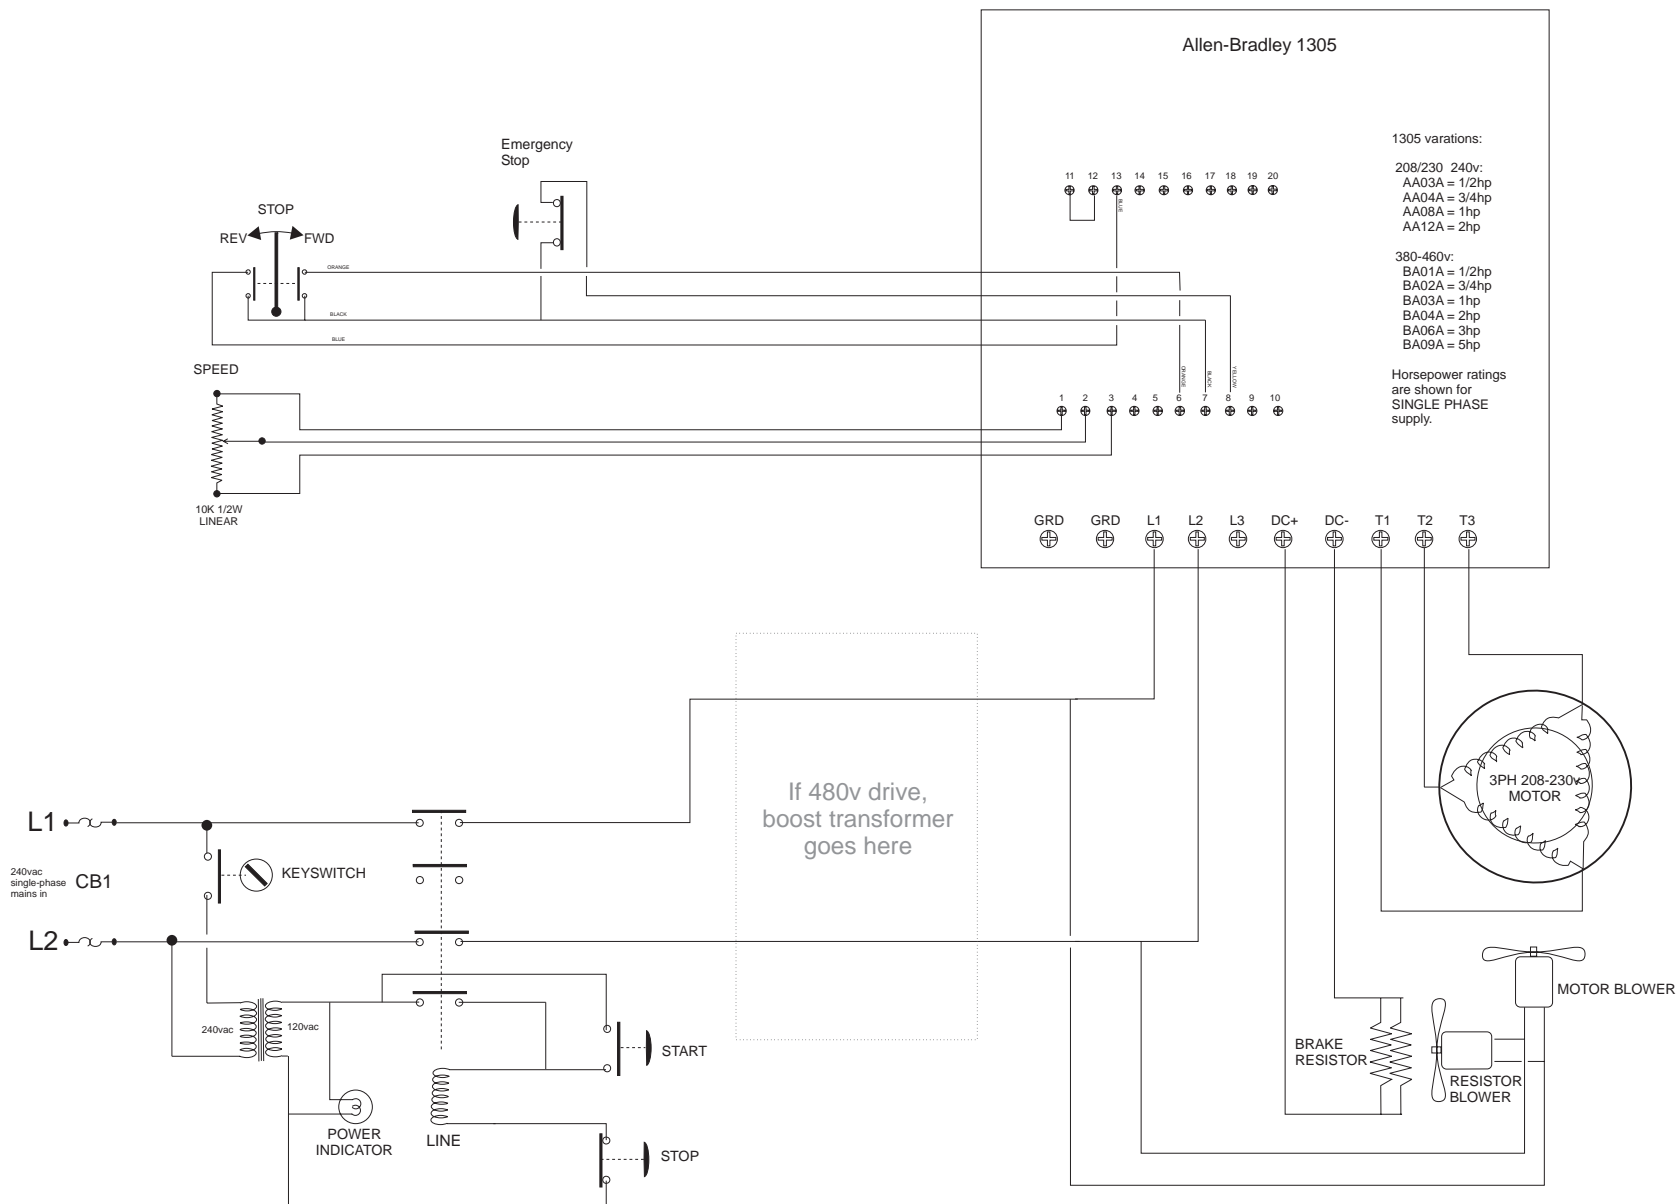 Allen-Bradley 1305
1305 varations:
208/230 240v:
AA03A = 1/2hp
AA04A = 3/4hp
AA08A = 1hp
AA12A = 2hp
380-460v:
BA01A = 1/2hp
BA02A = 3/4hp
BA03A = 1hp
BA04A = 2hp
BA06A = 3hp
BA09A = 5hp
Horsepower ratings
are shown for
SINGLE PHASE
supply.
Emergency
Stop
11 12 13 14 15 16 17 18 19 20
BLUE
STOP
REV FWD
ORANGE
BLACK
BLUE
SPEED
10K 1/2W
LINEAR
ORANGE
BLACK
YELLOW
1 2 3 4 5 6 7 8 9 10
GRD GRD L1 L2 L3 DC+ DC- T1 T2 T3
If 480v drive,
boost transformer
goes here
3PH 208-230v
MOTOR
L1
KEYSWITCH
240vac
single-phase
mains in
CB1
L2
240vac
120vac
START
POWER
INDICATOR
LINE
STOP
BRAKE
RESISTOR
MOTOR BLOWER
RESISTOR
BLOWER